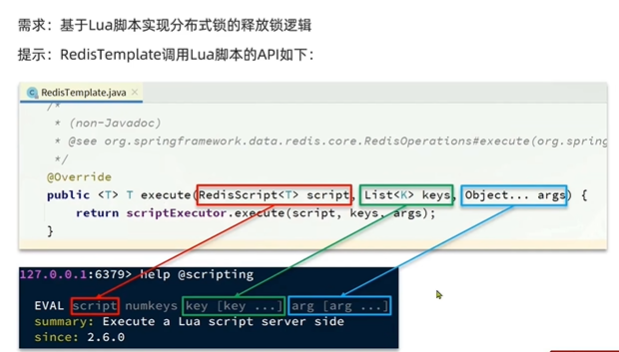 需求：基于Lua脚本实现分布式锁的释放锁逻辑
提示：RedisTemplate调用Lua脚本的API如下：
RedisTemplate.java
/*
* (non-Javadoc)
* @see org.springframework.data.redis.core.RedisOperations#execute(org.spring
*/
@Override
public <T> T execute(RedisScript<T> script, List<K> keys, Object... args) {
return scriptExecutor.execute(script, keys, args);
}
127.0.0.1:6379> help @scripting
EVAL script numkeys key [key ...] arg [arg ...]
summary: Execute a Lua script server side
since: 2.6.0